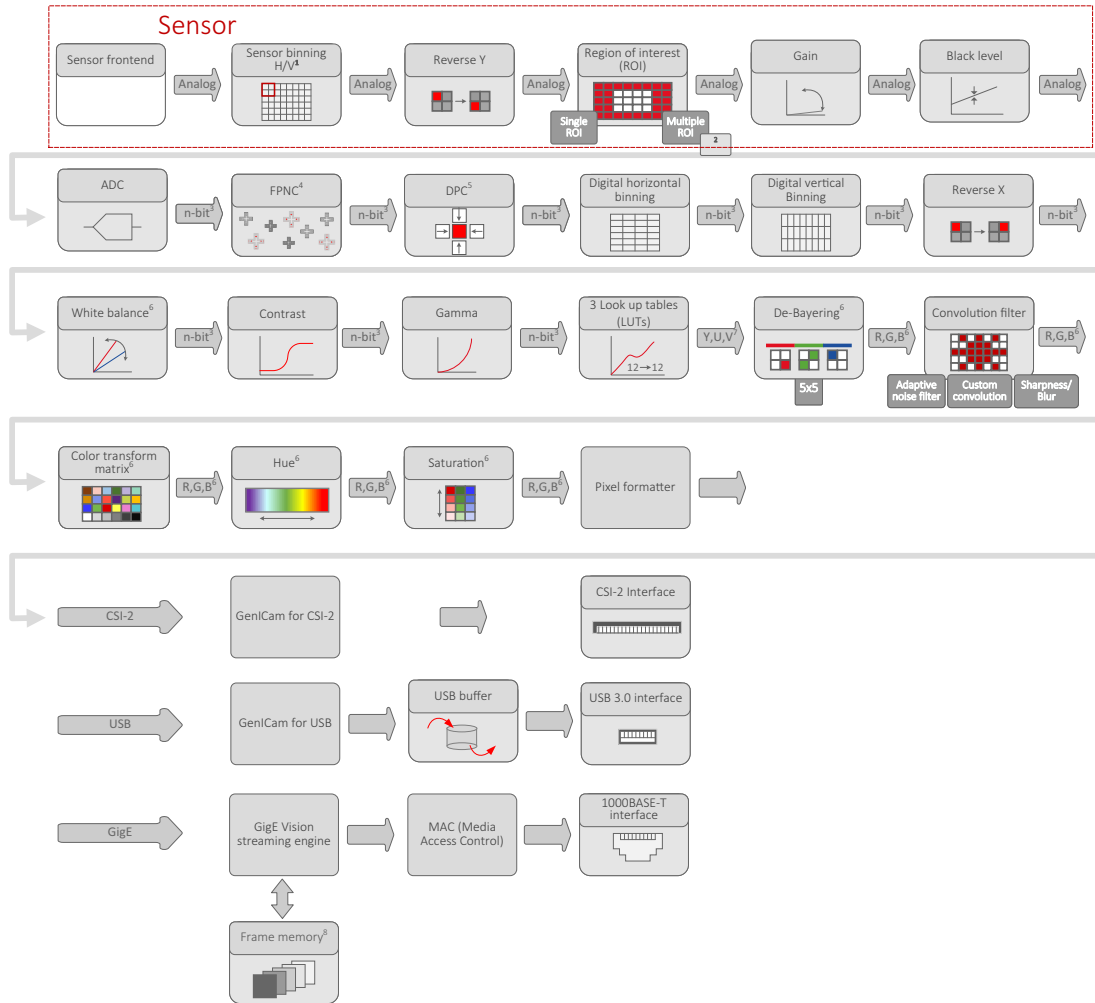 Sensor
Sensor frontend
Analog
Sensor binning
H/V¹
Analog
Reverse Y
Analog
Region of interest
(ROI)
Single
ROI
Multiple
ROI
2
Analog
Gain
Analog
Black level
Analog
ADC
n-bit³
FPNC⁴
n-bit³
DPC⁵
n-bit³
Digital horizontal
binning
n-bit³
Digital vertical
Binning
n-bit³
Reverse X
n-bit³
White balance⁶
n-bit³
Contrast
n-bit³
Gamma
n-bit³
3 Look up tables
(LUTs)
12→12
Y,U,V⁷
De-Bayering⁶
5x5
R,G,B⁶
Convolution filter
Adaptive
noise filter
Custom
convolution
Sharpness/
Blur
R,G,B⁶
Color transform
matrix⁶
R,G,B⁶
Hue⁶
R,G,B⁶
Saturation⁶
R,G,B⁶
Pixel formatter
CSI-2
GenICam for CSI-2
CSI-2 Interface
USB
GenICam for USB
USB buffer
USB 3.0 interface
GigE
GigE Vision
streaming engine
MAC (Media
Access Control)
1000BASE-T
interface
Frame memory⁸